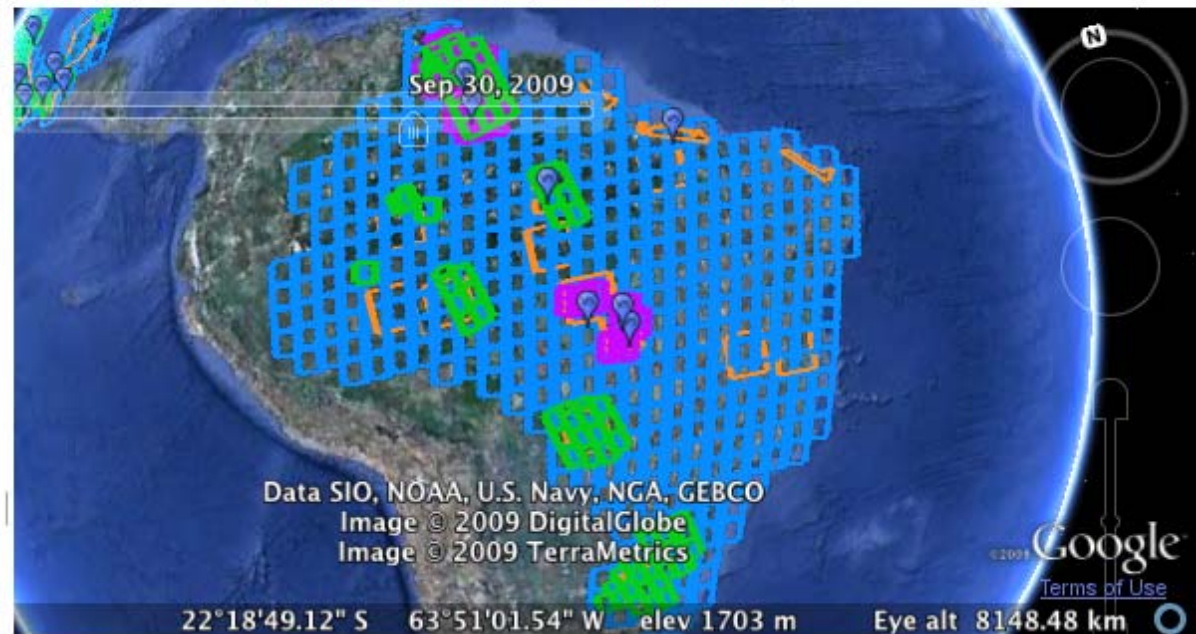 N
Sep 30, 2009
Data SIO, NOAA, U.S. Navy, NGA, GEBCO
Image © 2009 DigitalGlobe
Image © 2009 TerraMetrics
©2009 Google
Terms of Use
22°18'49.12" S 63°51'01.54" W elev 1703 m Eye alt 8148.48 km